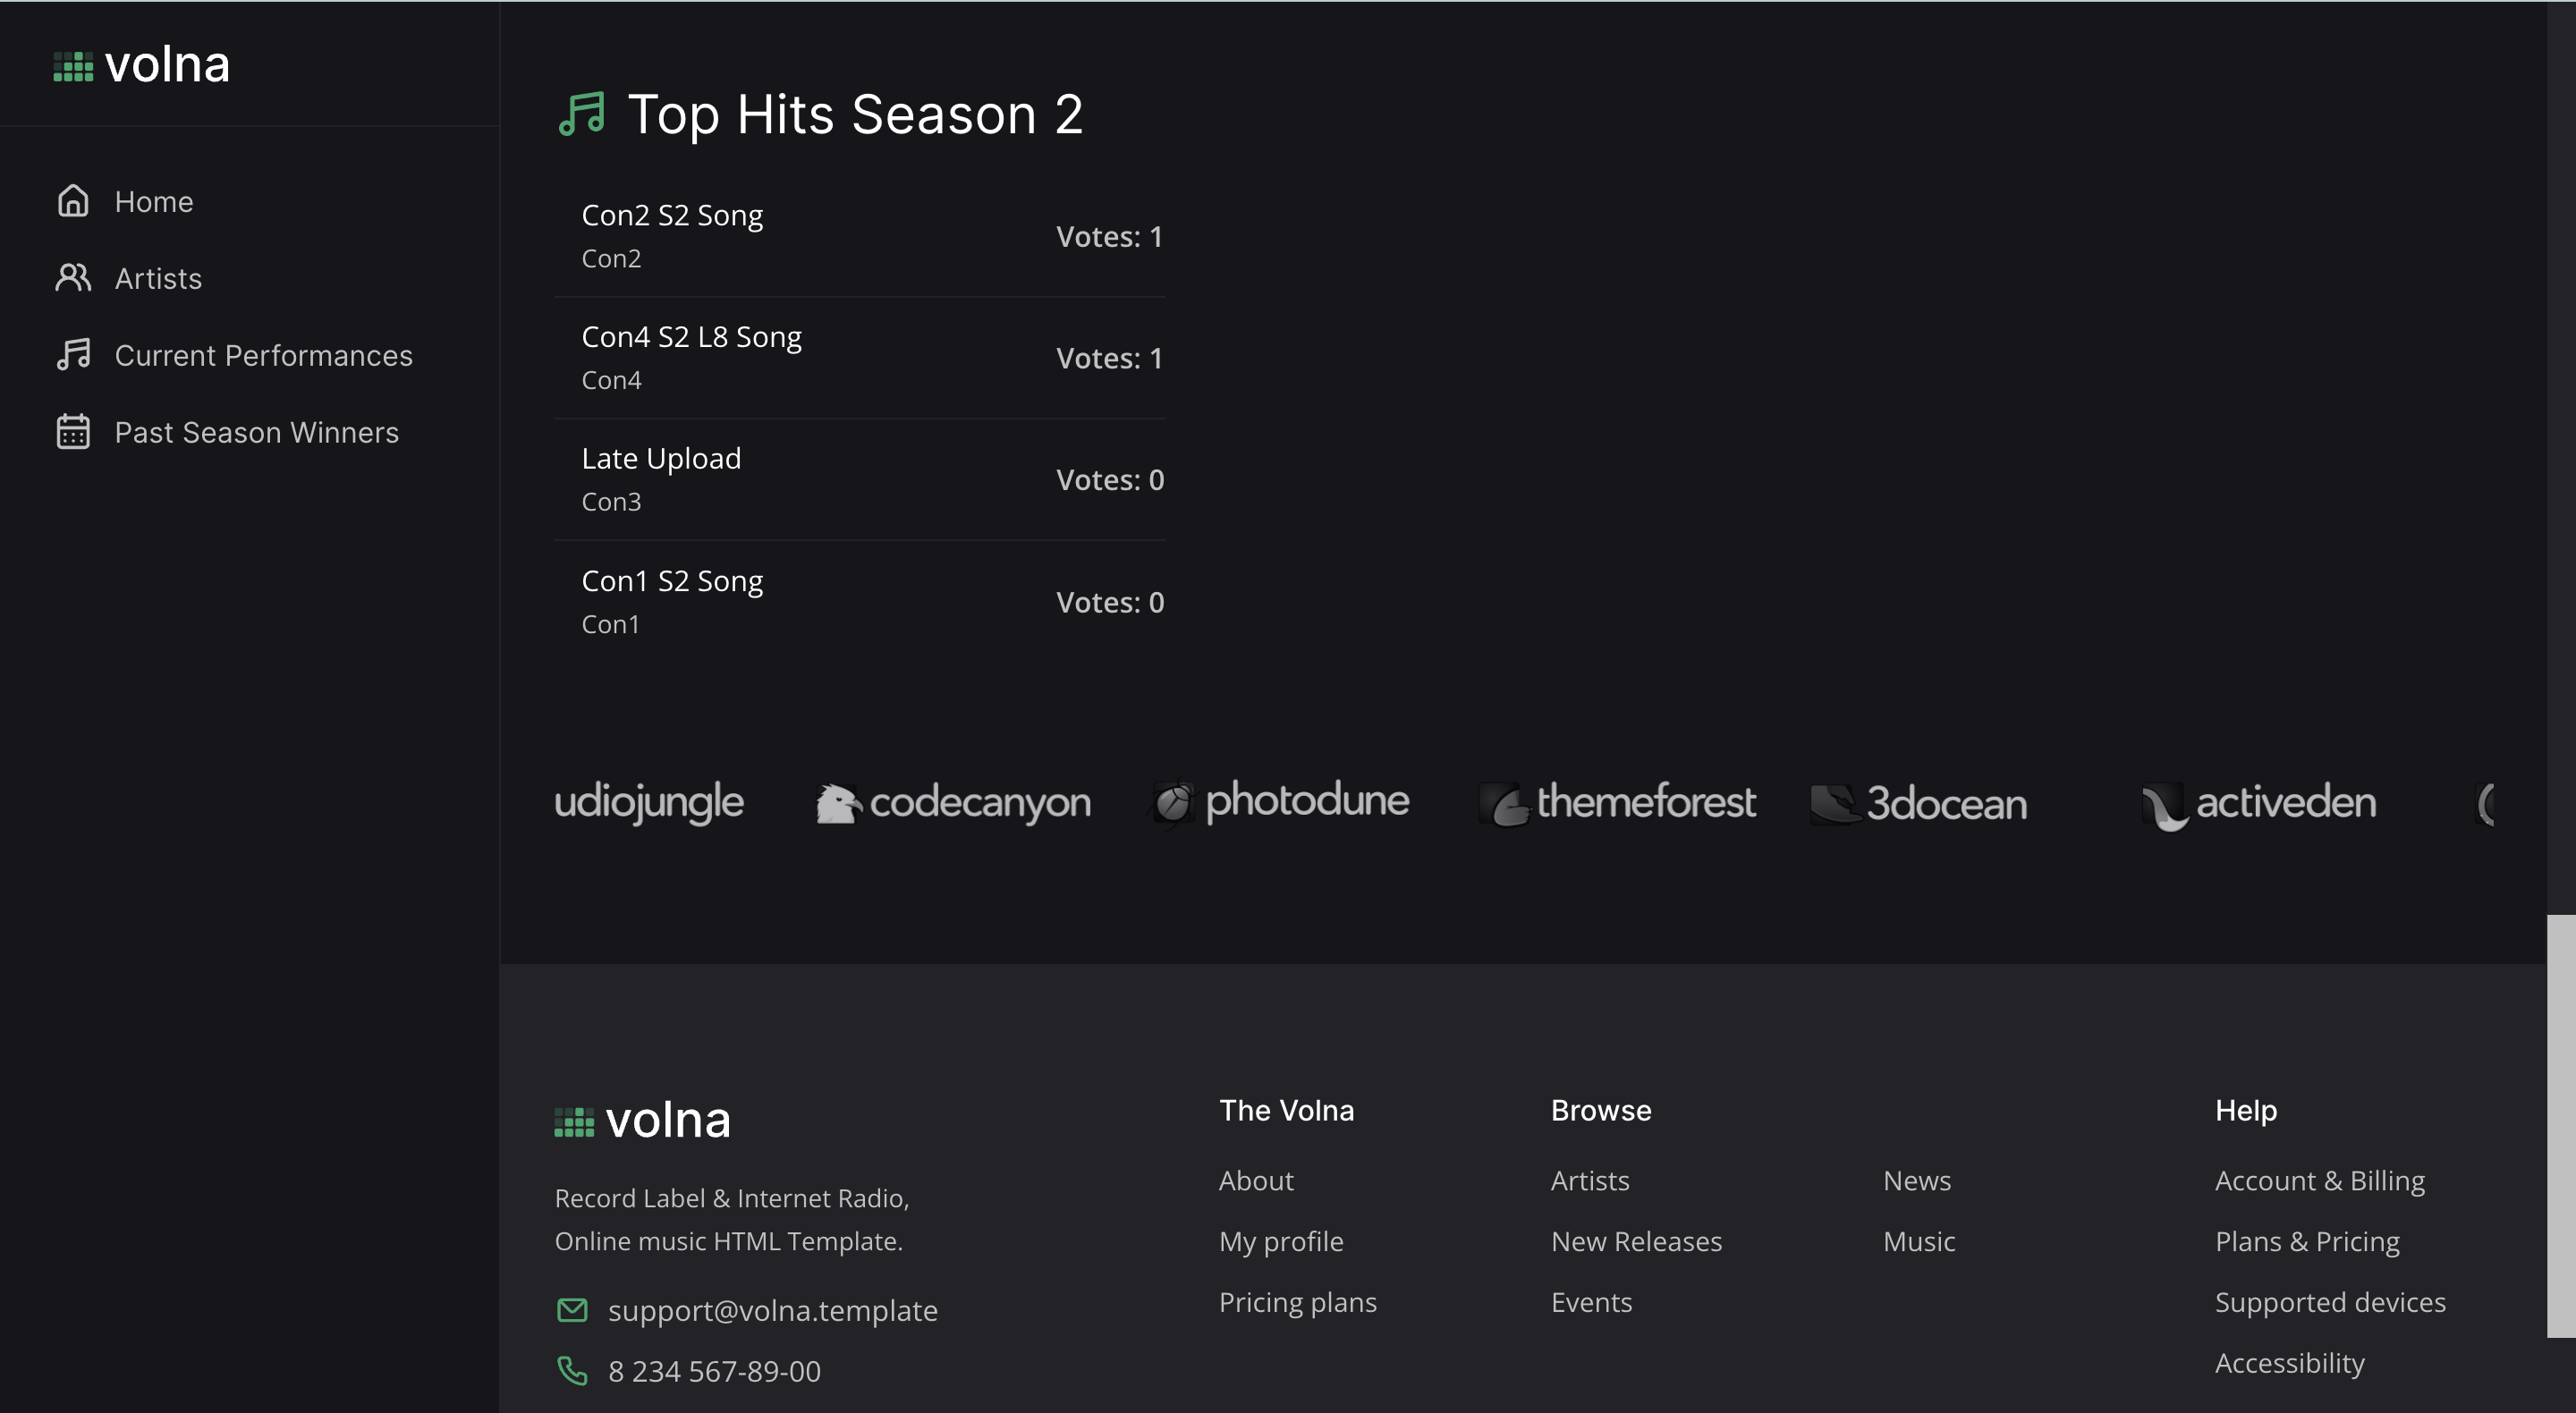 volna
Home
Artists
Current Performances
Past Season Winners
Top Hits Season 2
Con2 S2 Song
Con2
Votes: 1
Con4 S2 L8 Song
Con4
Votes: 1
Late Upload
Con3
Votes: 0
Con1 S2 Song
Con1
Votes: 0
udiojungle
codecanyon
photodune
themeforest
3docean
activeden
volna
Record Label & Internet Radio,
Online music HTML Template.
support@volna.template
8 234 567-89-00
The Volna
About
My profile
Pricing plans
Browse
Artists
New Releases
Events
News
Music
Help
Account & Billing
Plans & Pricing
Supported devices
Accessibility